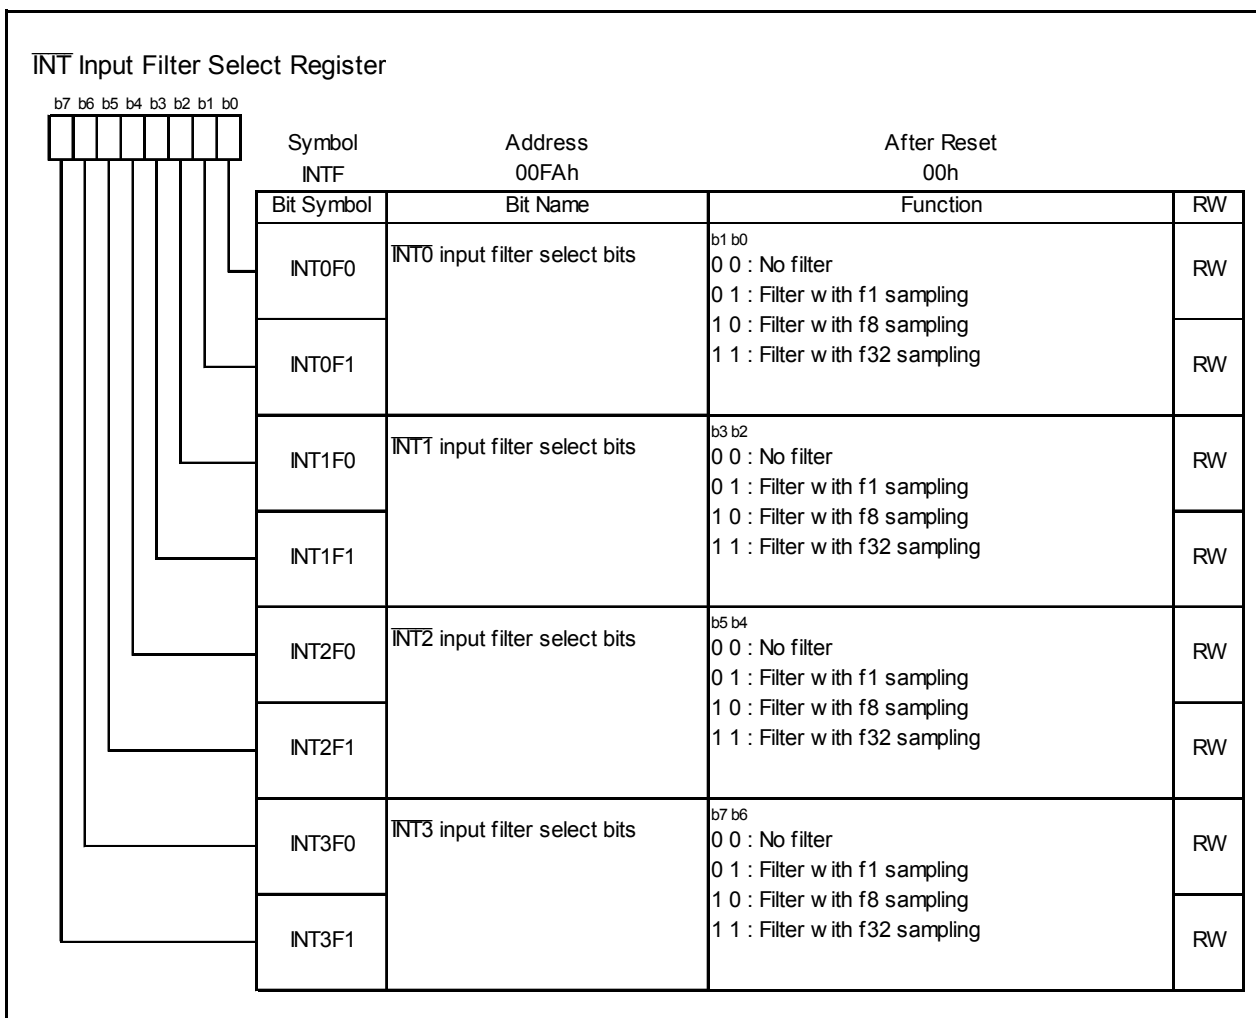 INT Input Filter Select Register
b7 b6 b5 b4 b3 b2 b1 b0
Symbol Address After Reset
INTF 00FAh 00h
Bit Symbol Bit Name Function RW
INT0F0 INT0 input filter select bits b1 b0 RW
0 0 : No filter
0 1 : Filter with f1 sampling
1 0 : Filter with f8 sampling
1 1 : Filter with f32 sampling
INT0F1 RW
INT1F0 INT1 input filter select bits b3 b2 RW
0 0 : No filter
0 1 : Filter with f1 sampling
1 0 : Filter with f8 sampling
1 1 : Filter with f32 sampling
INT1F1 RW
INT2F0 INT2 input filter select bits b5 b4 RW
0 0 : No filter
0 1 : Filter with f1 sampling
1 0 : Filter with f8 sampling
1 1 : Filter with f32 sampling
INT2F1 RW
INT3F0 INT3 input filter select bits b7 b6 RW
0 0 : No filter
0 1 : Filter with f1 sampling
1 0 : Filter with f8 sampling
1 1 : Filter with f32 sampling
INT3F1 RW